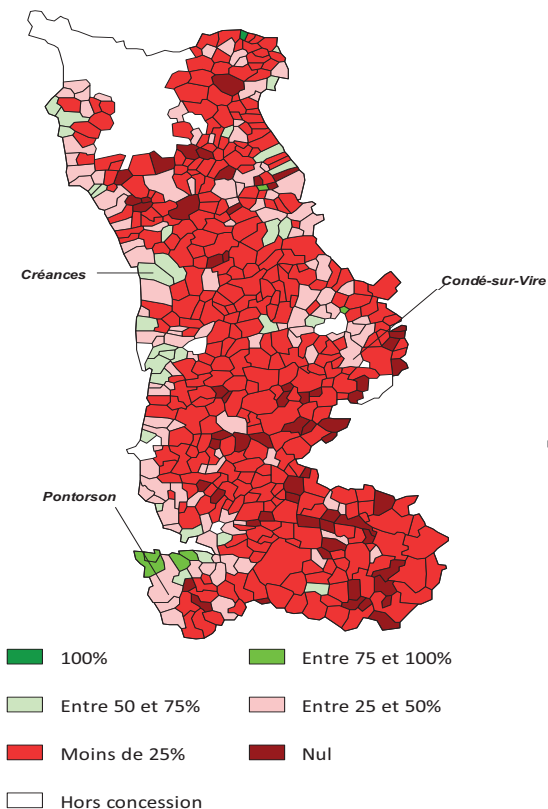 Créances
Condé-sur-Vire
Pontorson
100%
Entre 75 et 100%
Entre 50 et 75%
Entre 25 et 50%
Moins de 25%
Nul
Hors concession